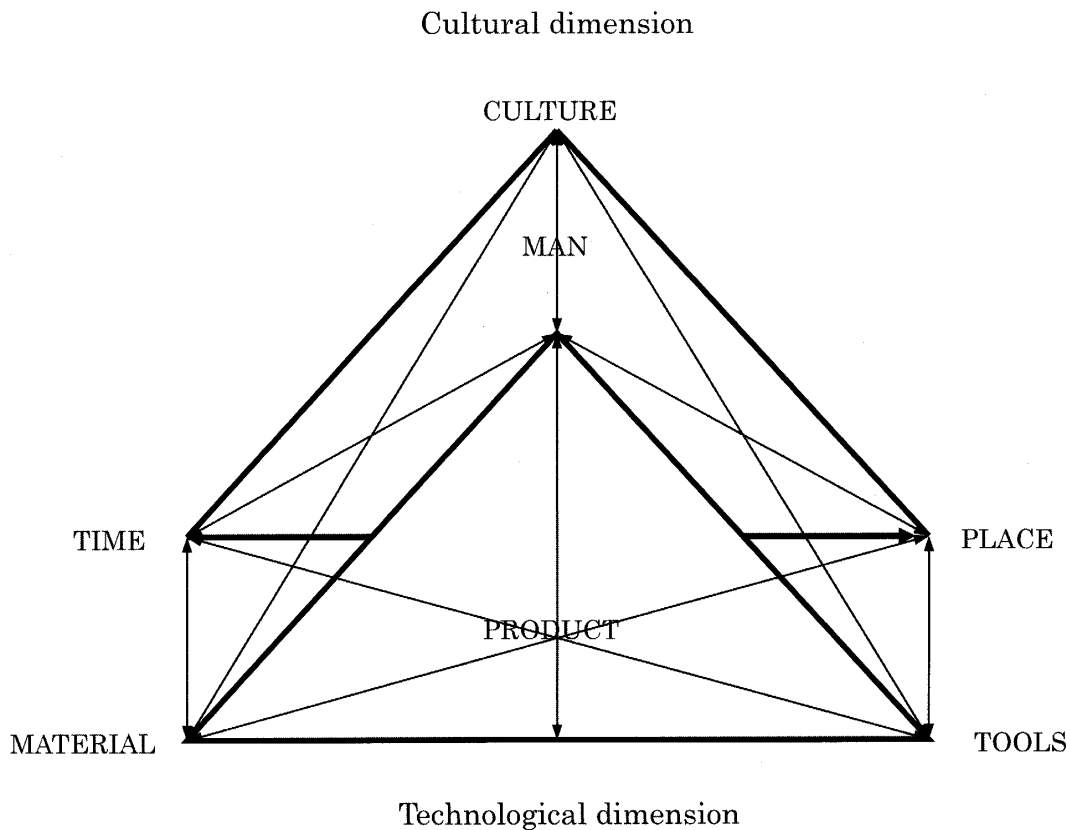 Cultural dimension
CULTURE
MAN
TIME
PLACE
PRODUCT
MATERIAL
TOOLS
Technological dimension